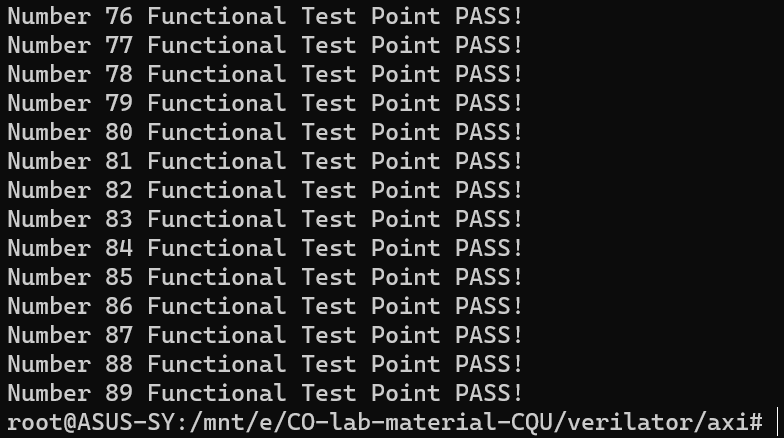 Number 76 Functional Test Point PASS!
Number 77 Functional Test Point PASS!
Number 78 Functional Test Point PASS!
Number 79 Functional Test Point PASS!
Number 80 Functional Test Point PASS!
Number 81 Functional Test Point PASS!
Number 82 Functional Test Point PASS!
Number 83 Functional Test Point PASS!
Number 84 Functional Test Point PASS!
Number 85 Functional Test Point PASS!
Number 86 Functional Test Point PASS!
Number 87 Functional Test Point PASS!
Number 88 Functional Test Point PASS!
Number 89 Functional Test Point PASS!
root@ASUS-SY:/mnt/e/CO-lab-material-CQU/verilator/axi#